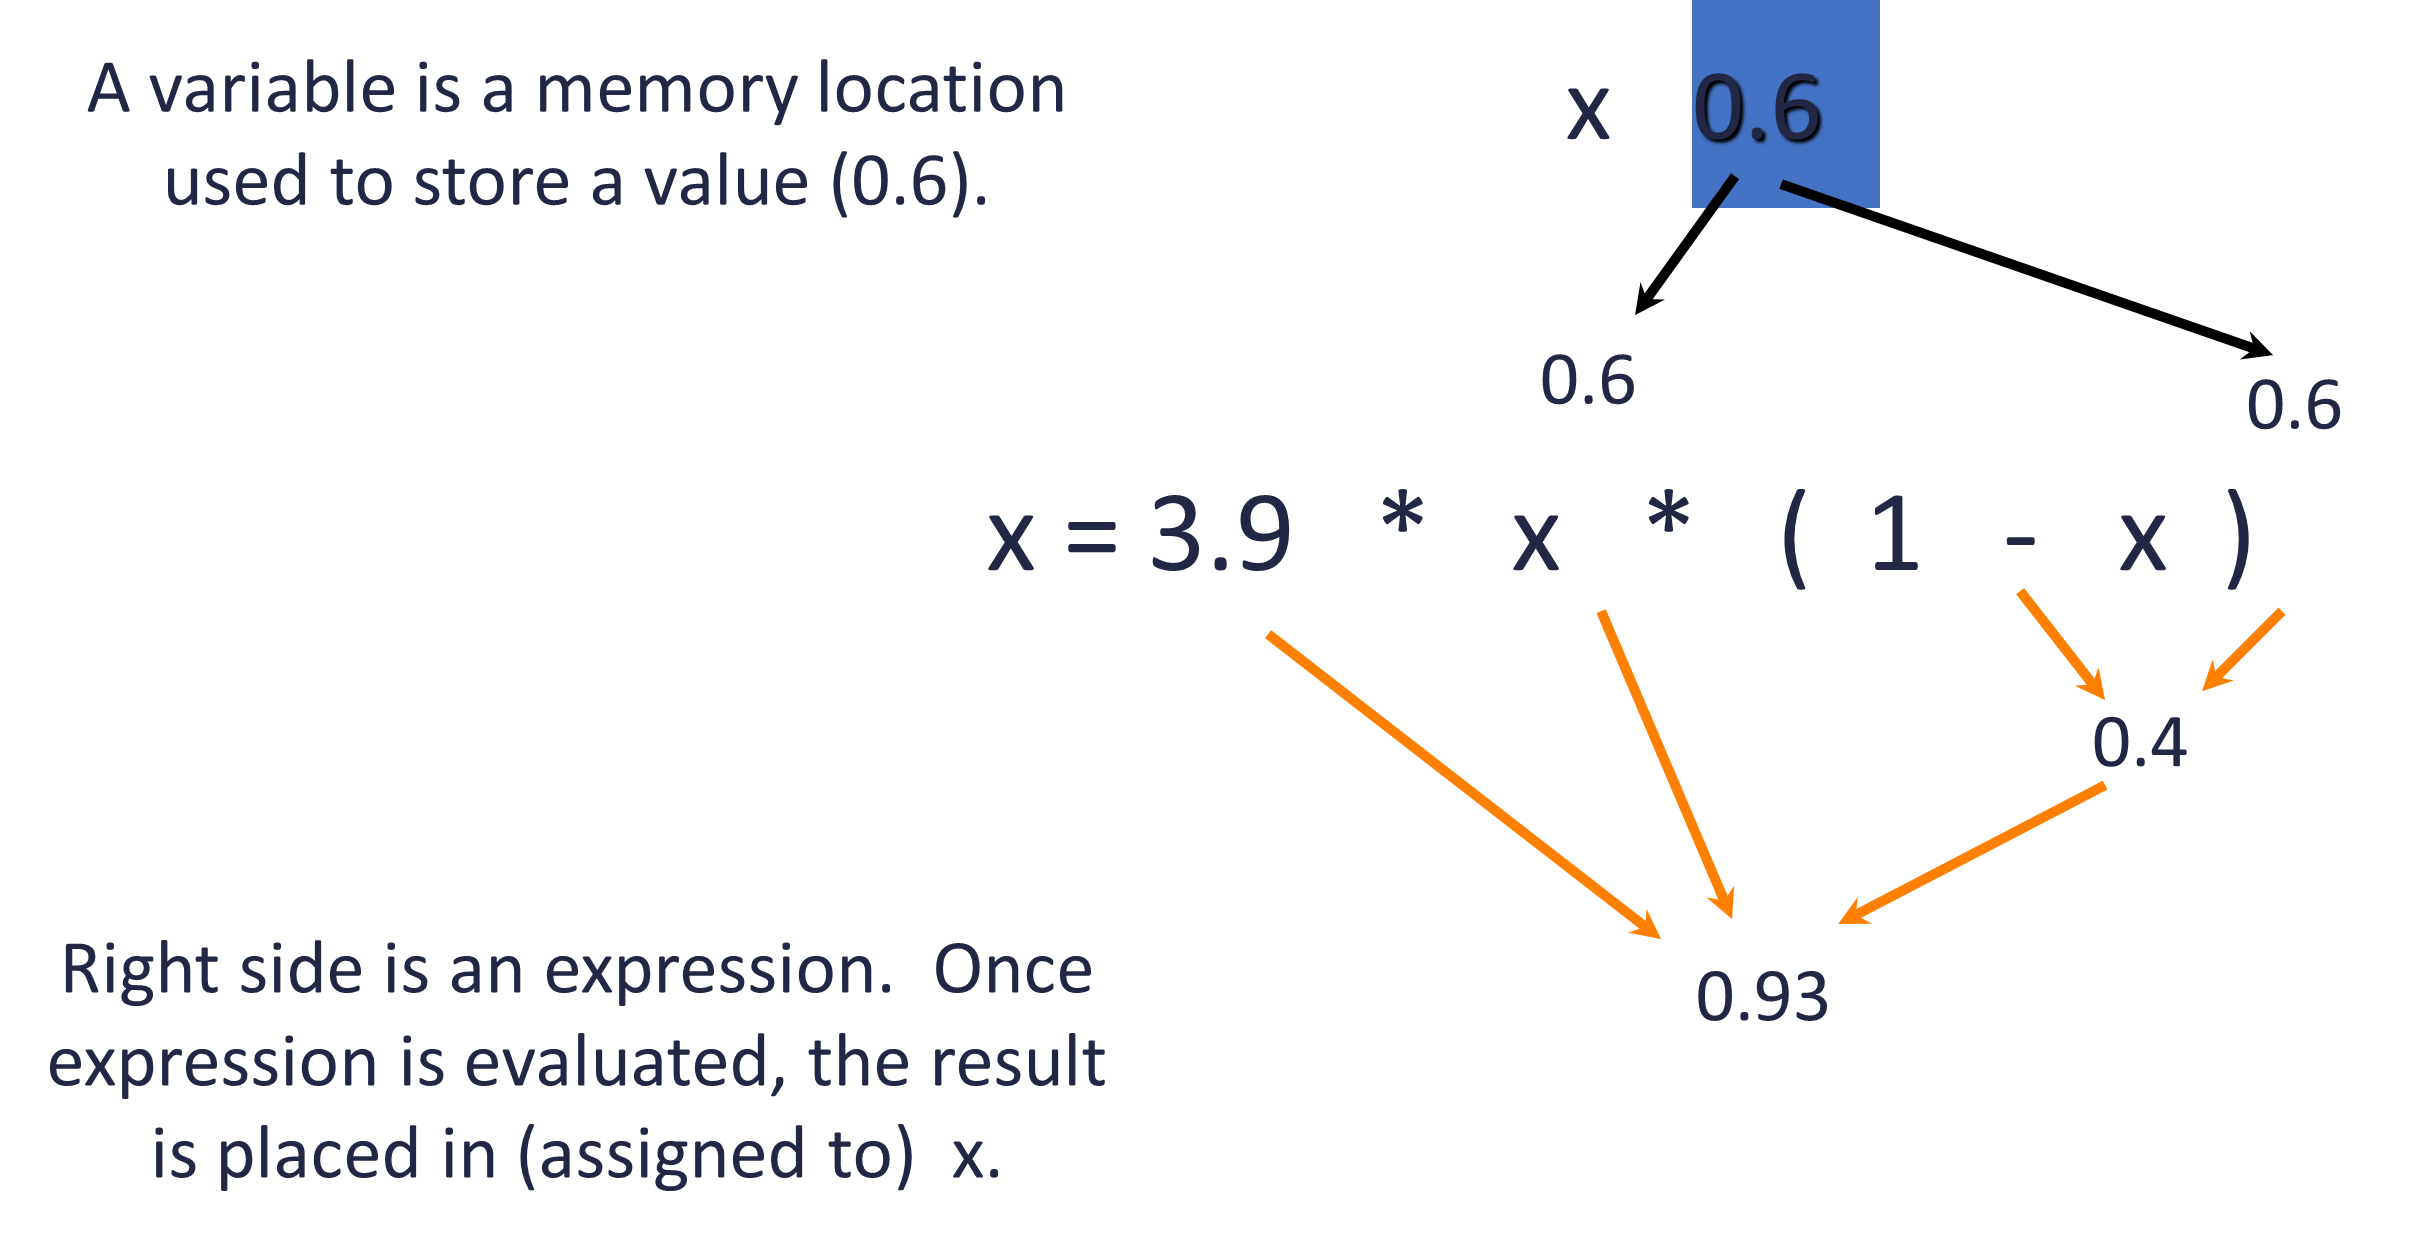 A variable is a memory location
used to store a value (0.6).
x 0.6
0.6 0.6
x = 3.9 * x * ( 1 - x )
0.4
0.93
Right side is an expression. Once
expression is evaluated, the result
is placed in (assigned to) x.